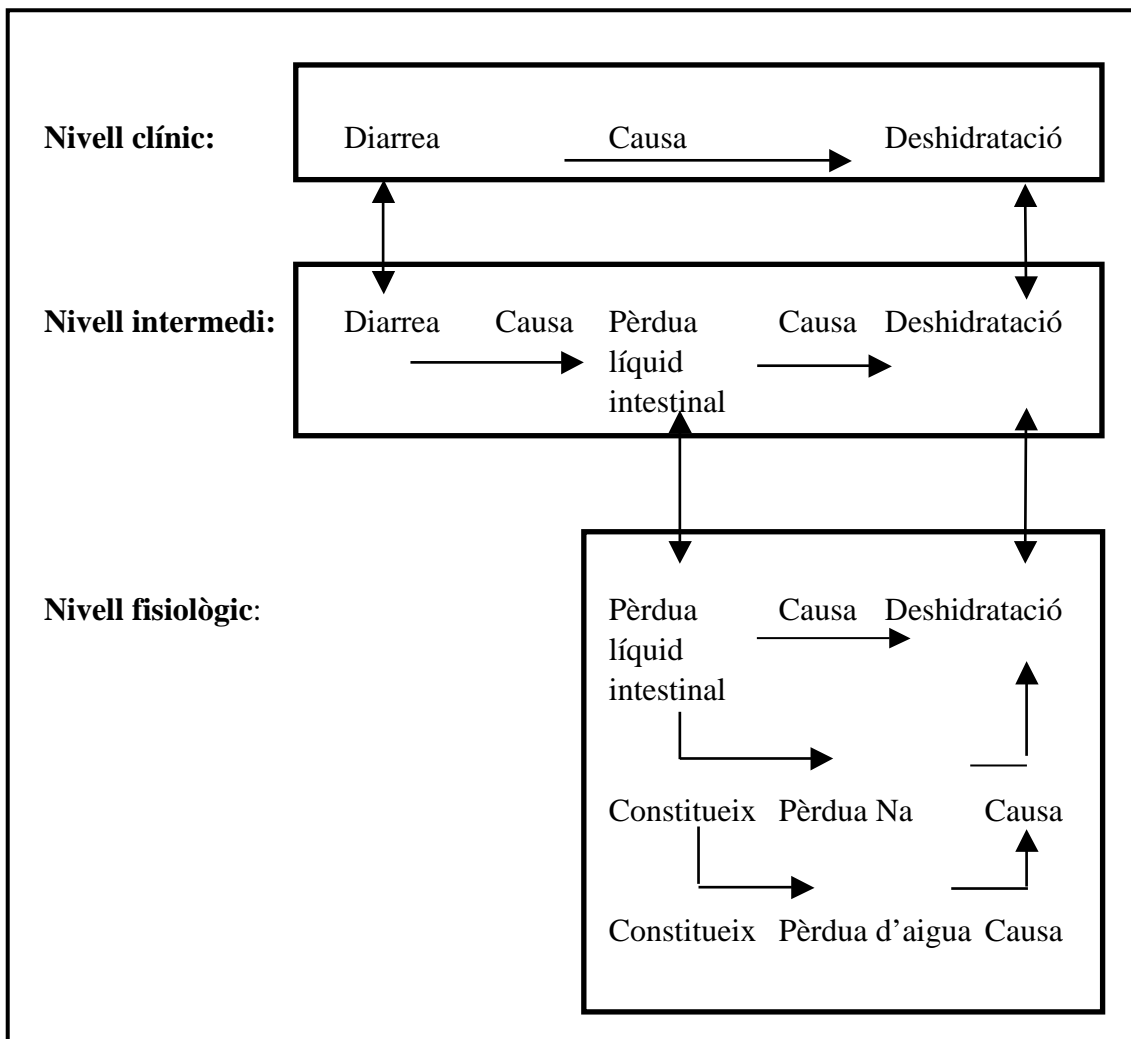 Nivell clínic: Diarrea Causa Deshidratació
Nivell intermedi: Diarrea Causa Pèrdua Causa Deshidratació
líquid
intestinal
Nivell fisiològic: Pèrdua Causa Deshidratació
líquid
intestinal
Constitueix Pèrdua Na Causa
Constitueix Pèrdua d’aigua Causa